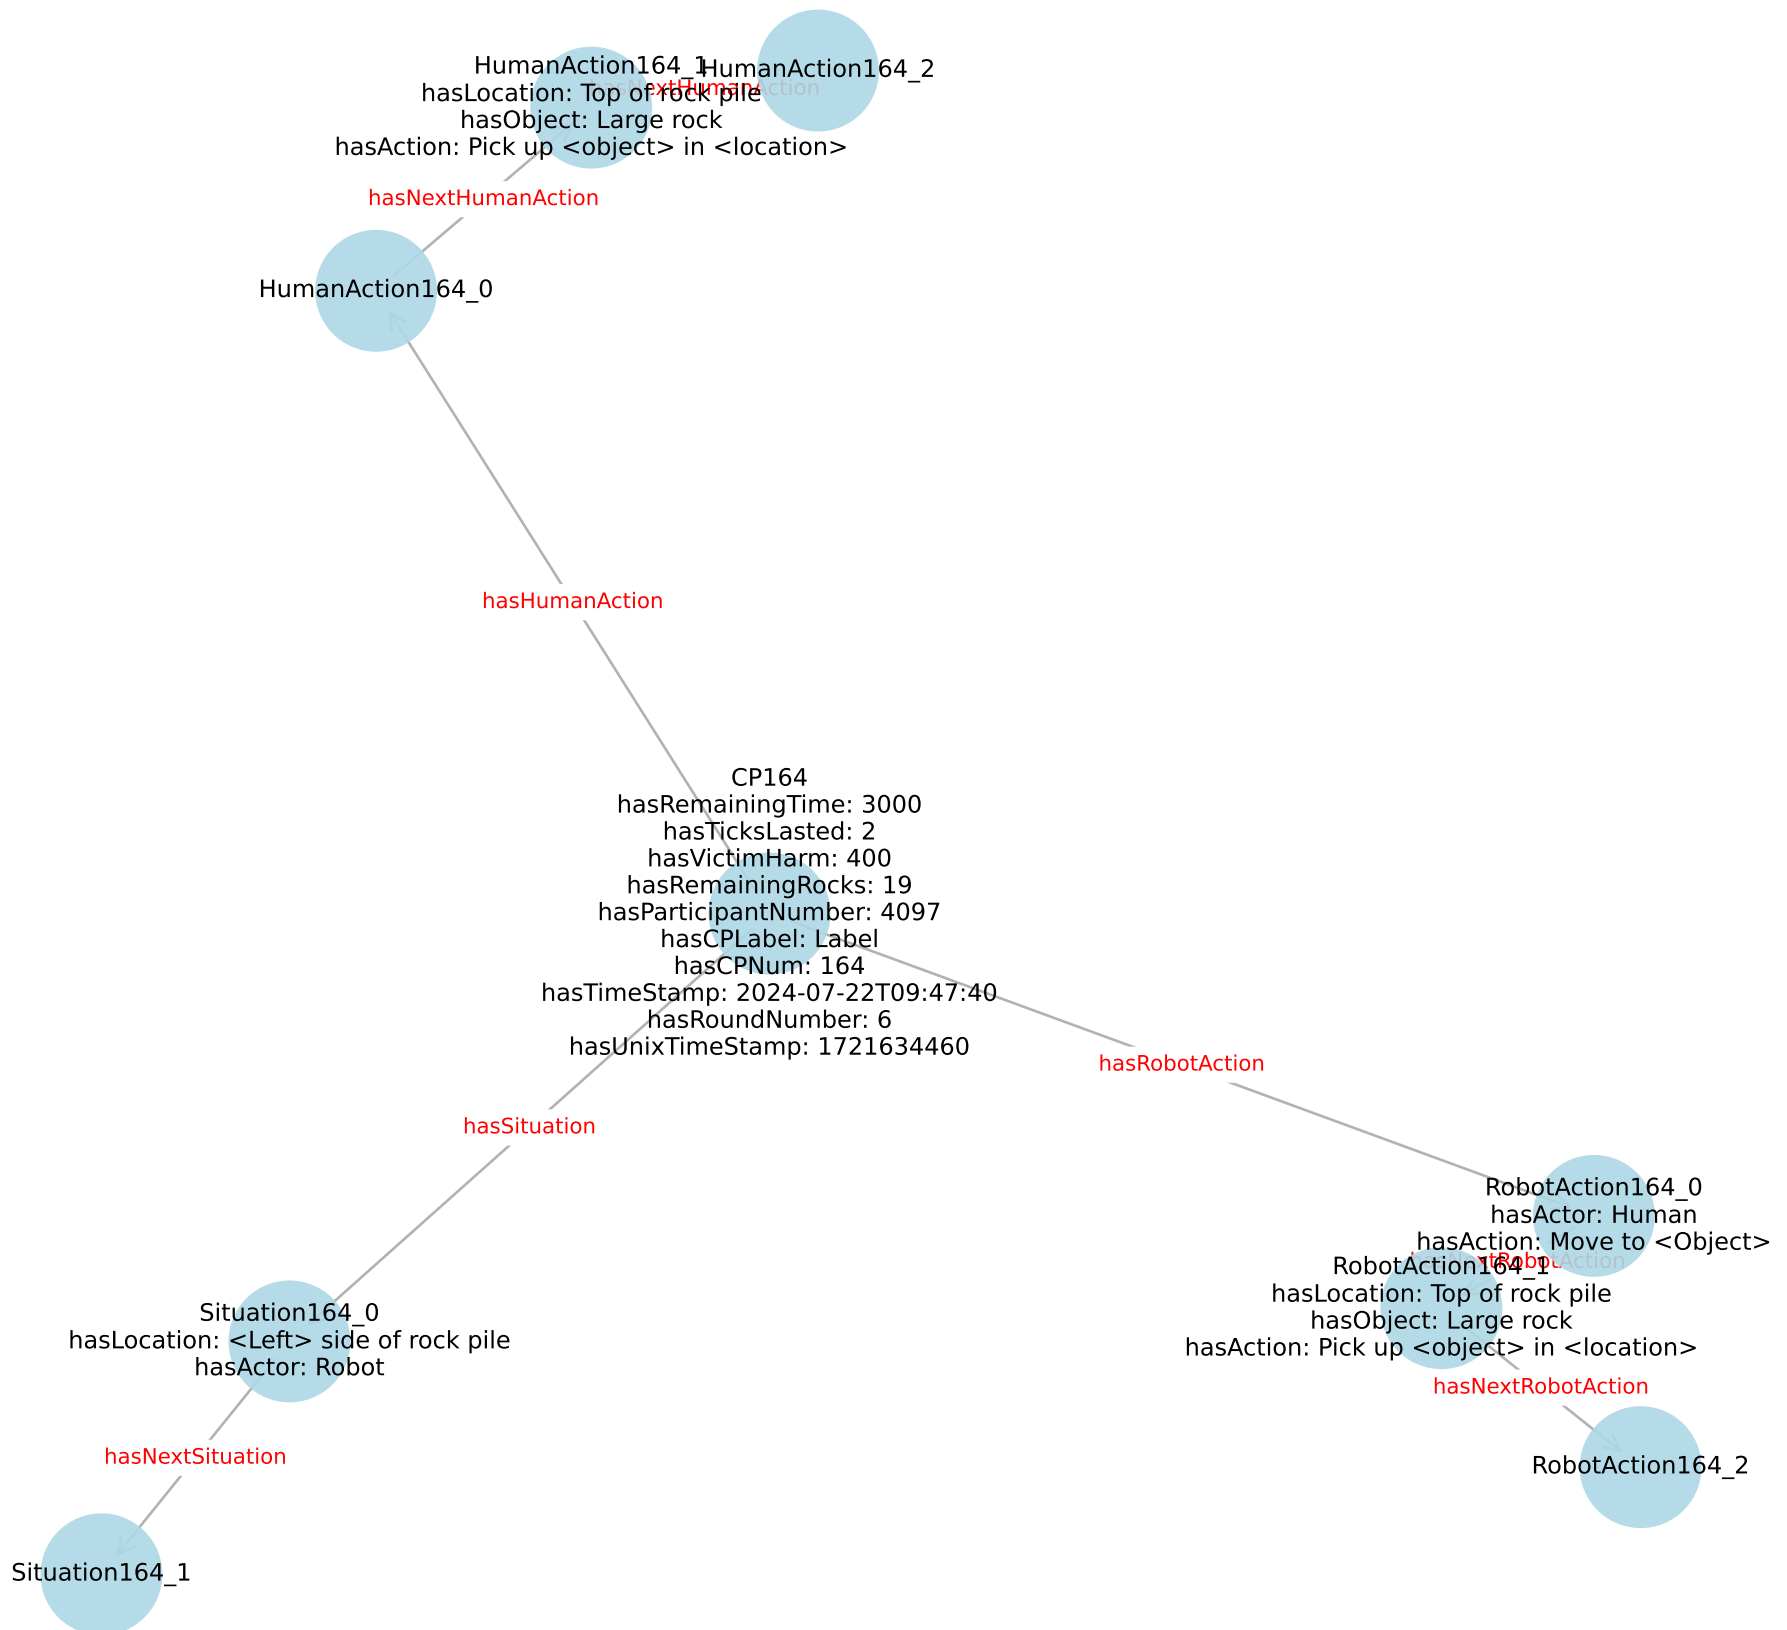 HumanAction164_1
hasLocation: Top of rock pile
hasObject: Large rock
hasAction: Pick up <object> in <location>
HumanAction164_2
hasNextHumanAction
hasNextHumanAction
HumanAction164_0
hasHumanAction
CP164
hasRemainingTime: 3000
hasTicksLasted: 2
hasVictimHarm: 400
hasRemainingRocks: 19
hasParticipantNumber: 4097
hasCPLabel: Label
hasCPNum: 164
hasTimeStamp: 2024-07-22T09:47:40
hasRoundNumber: 6
hasUnixTimeStamp: 1721634460
hasRobotAction
hasSituation
RobotAction164_0
hasActor: Human
hasAction: Move to <Object>
hasNextRobotAction
RobotAction164_1
hasLocation: Top of rock pile
hasObject: Large rock
hasAction: Pick up <object> in <location>
hasNextRobotAction
RobotAction164_2
Situation164_0
hasLocation: <Left> side of rock pile
hasActor: Robot
hasNextSituation
Situation164_1